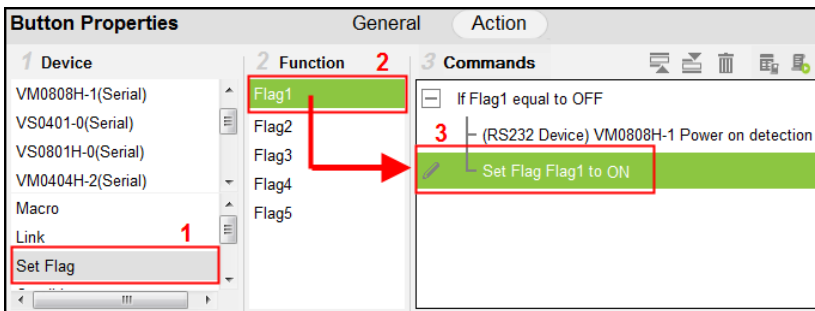 Button Properties General Action
1 Device 2 Function 2 3 Commands
VM0808H-1(Serial)
VS0401-0(Serial)
VS0801H-0(Serial)
VM0404H-2(Serial)
Macro
Link 1
Set Flag
Flag1
Flag2
Flag3
Flag4
Flag5
If Flag1 equal to OFF
3 (RS232 Device) VM0808H-1 Power on detection
Set Flag Flag1 to ON